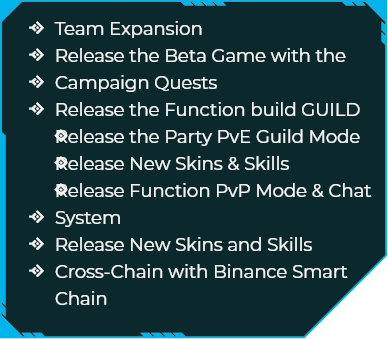 Team Expansion
Release the Beta Game with the
Campaign Quests
Release the Function build GUILD
Release the Party PvE Guild Mode
Release New Skins & Skills
Release Function PvP Mode & Chat
System
Release New Skins and Skills
Cross-Chain with Binance Smart
Chain